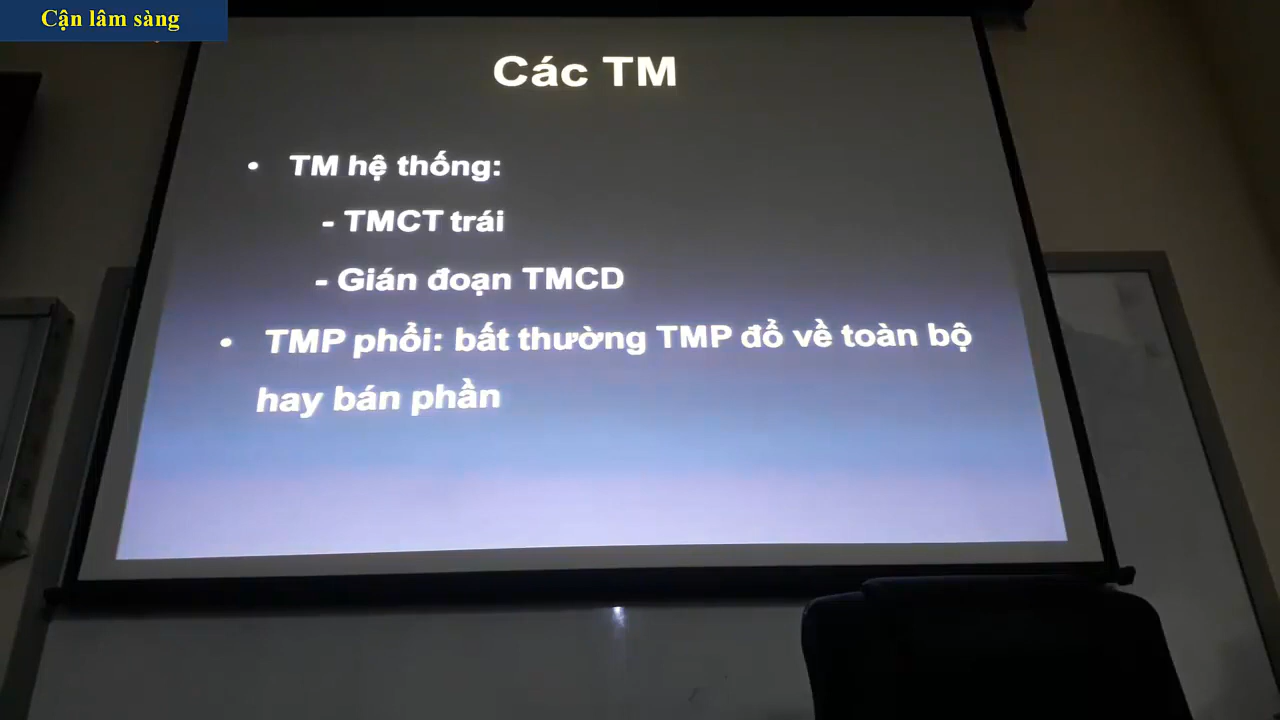 Cận lâm sàng
Các TM
• TM hệ thống:
- TMCT trái
- Gián đoạn TMCD
• TMP phổi: bất thường TMP đổ về toàn bộ
hay bán phần